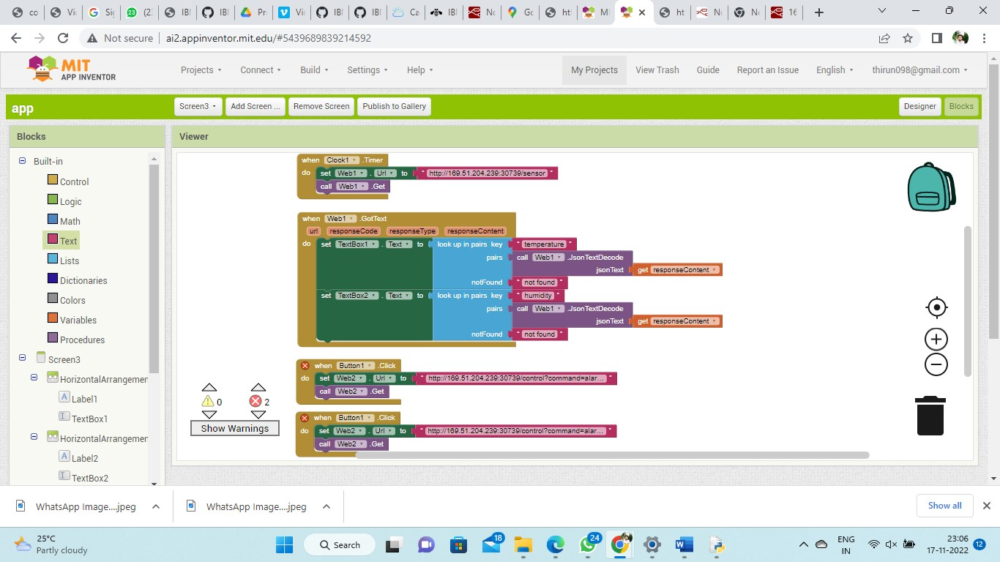 co
Vi
Si
(2
IBI
IBI
Pr
Vi
IBI
IBI
Ca
IBI
No
Go
htl
MI
ht
No
No
16
Not secure | ai2.appinventor.mit.edu/#5439689839214592
MIT
APP INVENTOR
Projects Connect Build Settings Help My Projects View Trash Guide Report an Issue English thirun098@gmail.com
app Screen3 Add Screen ... Remove Screen Publish to Gallery Designer Blocks
Blocks
Viewer
Built-in
Control
Logic
Math
Text
Lists
Dictionaries
Colors
Variables
Procedures
Screen3
HorizontalArrangemer
A Label1
TextBox1
HorizontalArrangemer
A Label2
TextBox2
when Clock1 .Timer
do set Web1 . Url to " http://169.51.204.239:30739/sensor "
call Web1 .Get
when Web1 .GotText
url responseCode responseType responseContent
do set TextBox1 . Text to look up in pairs key " temperature "
pairs call Web1 .JsonTextDecode
jsonText get responseContent
notFound " not found "
set TextBox2 . Text to look up in pairs key " humidity "
pairs call Web1 .JsonTextDecode
jsonText get responseContent
notFound " not found "
when Button1 .Click
do set Web2 . Url to " http://169.51.204.239:30739/control?command=alar... "
call Web2 .Get
when Button1 .Click
do set Web2 . Url to " http://169.51.204.239:30739/control?command=alar... "
call Web2 .Get
0 2
Show Warnings
WhatsApp Image....jpeg
WhatsApp Image....jpeg
Show all
25°C
Partly cloudy
Search
18
24
ENG
IN
23:06
17-11-2022
12